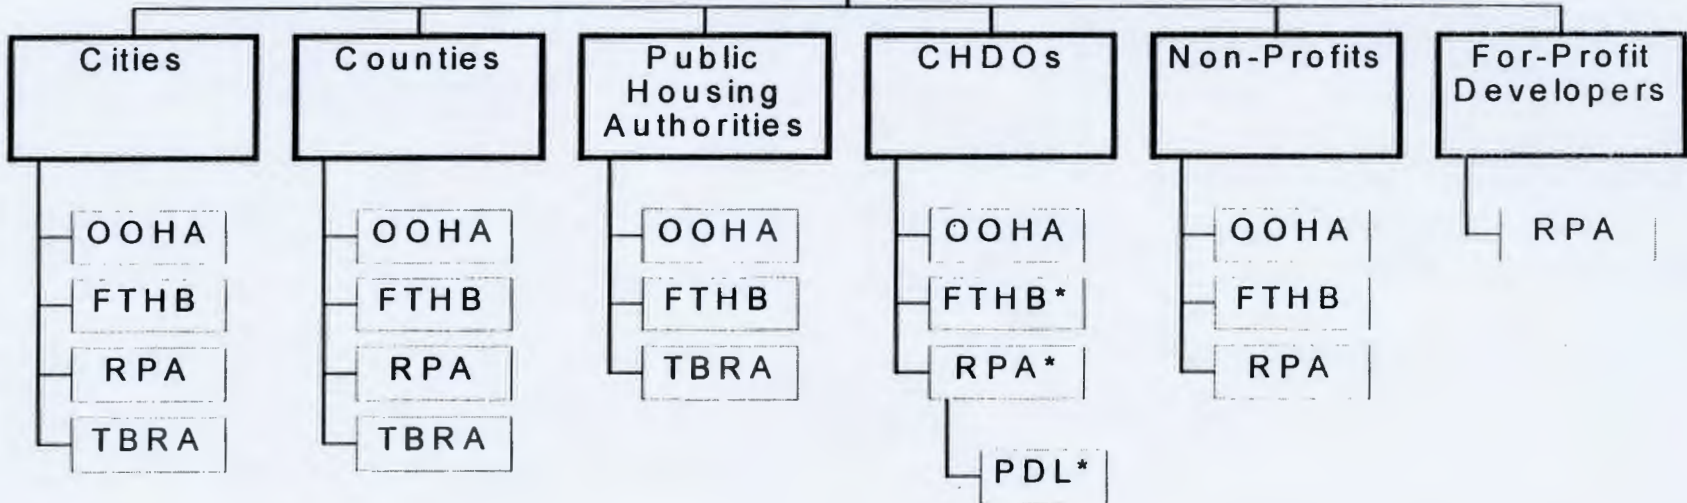 Cities
Counties
Public
Housing
Authorities
CHDOs
Non-Profits
For-Profit
Developers
OOHA
FTHB
RPA
TBRA
OOHA
FTHB
RPA
TBRA
OOHA
FTHB
TBRA
OOHA
FTHB*
RPA*
PDL*
OOHA
FTHB
RPA
RPA